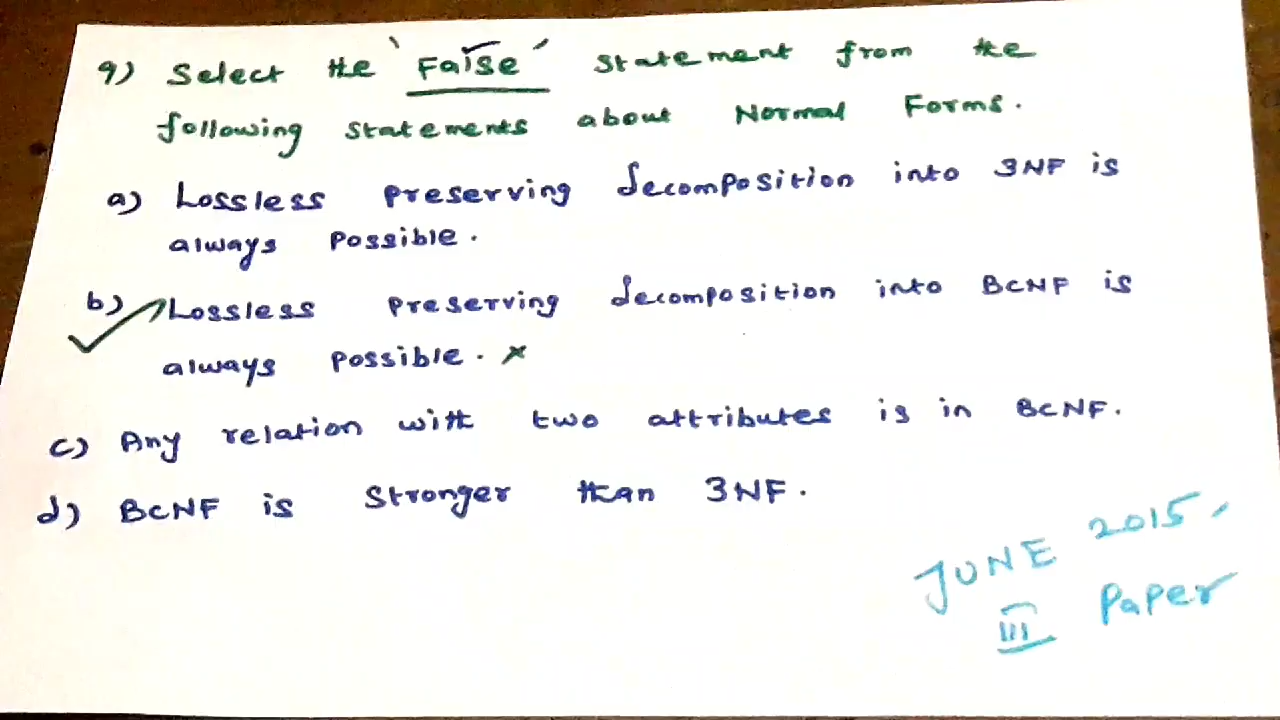 9) Select the 'False' statement from the
following statements about Normal Forms.
a) Lossless preserving decomposition into 3NF is
always possible.
b) Lossless preserving decomposition into BCNF is
always possible. ×
c) Any relation with two attributes is in BCNF.
d) BCNF is stronger than 3NF.
JUNE 2015,
III Paper